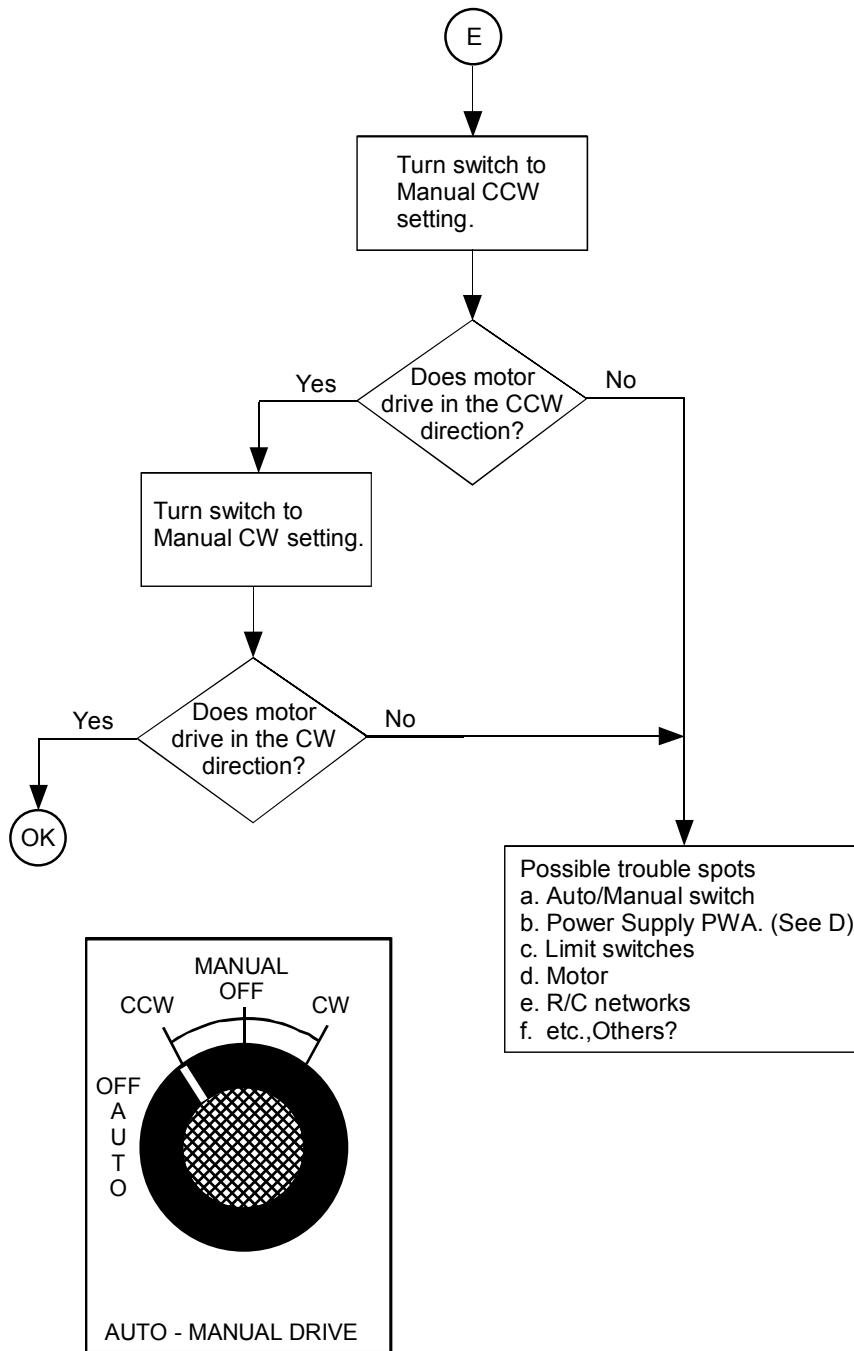 E
Turn switch to
Manual CCW
setting.
Does motor
drive in the CCW
direction?
Yes
No
Turn switch to
Manual CW setting.
Does motor
drive in the CW
direction?
Yes
No
OK
Possible trouble spots
a. Auto/Manual switch
b. Power Supply PWA. (See D)
c. Limit switches
d. Motor
e. R/C networks
f. etc.,Others?
MANUAL
OFF
CCW
CW
OFF
A
U
T
O
AUTO - MANUAL DRIVE